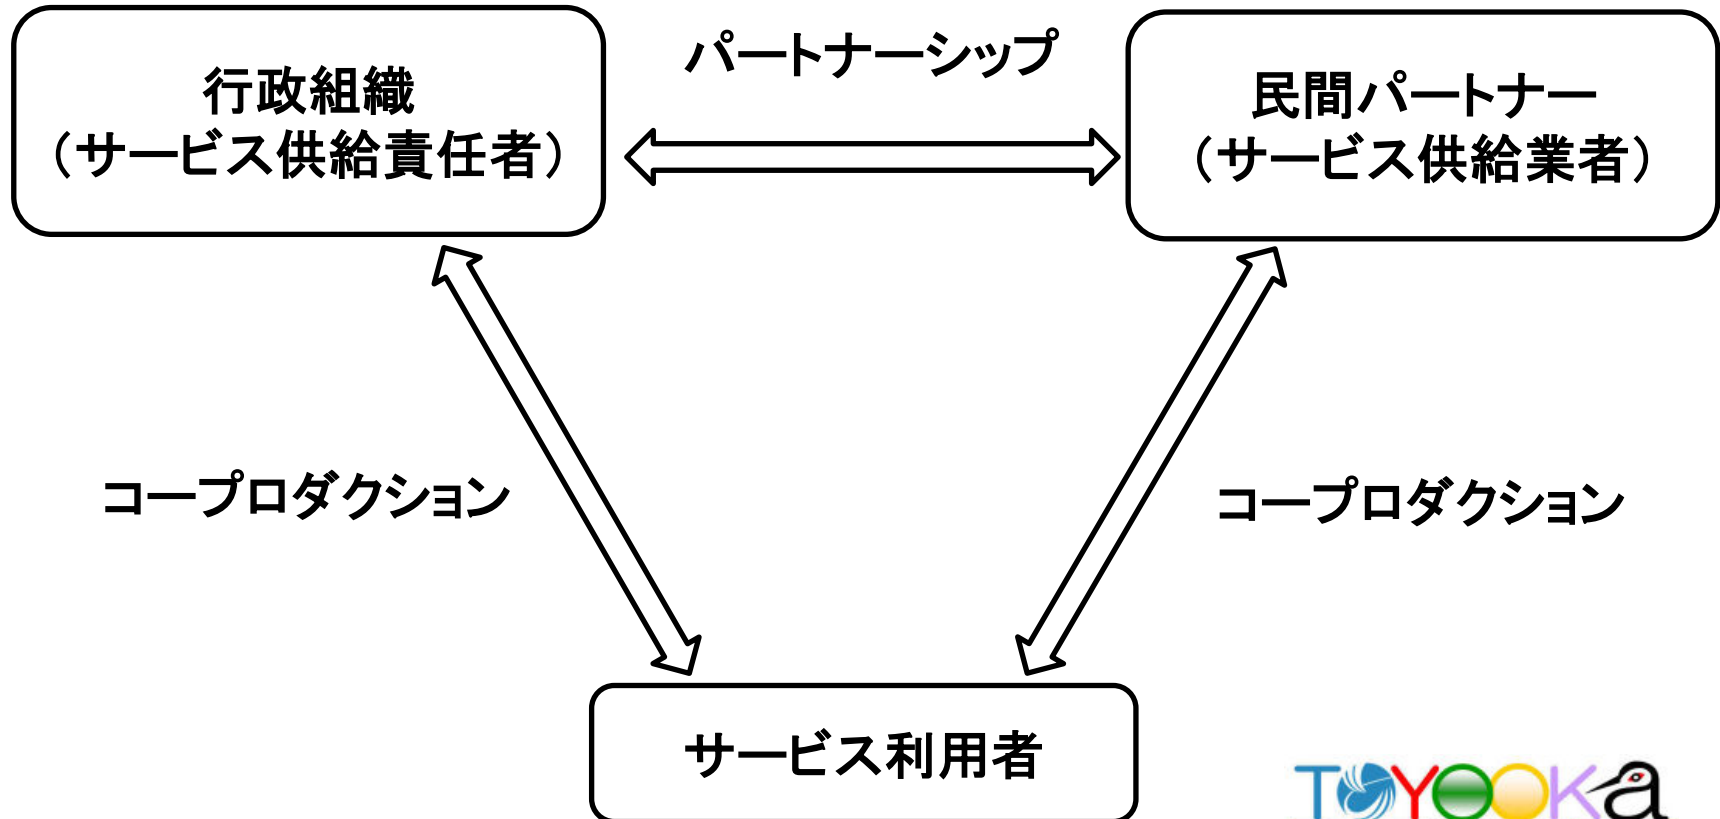 パートナーシップ
行政組織
（サービス供給責任者）
民間パートナー
（サービス供給業者）
コープロダクション
コープロダクション
サービス利用者
TOYOOKa